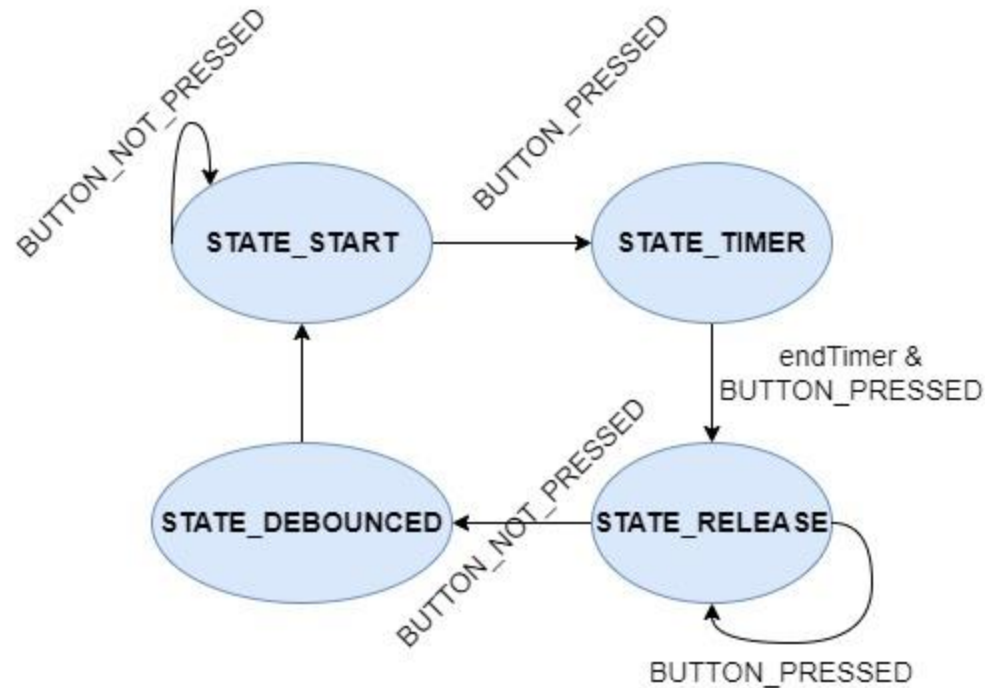 BUTTON_NOT_PRESSED
BUTTON_PRESSED
STATE_START
STATE_TIMER
endTimer &
BUTTON_PRESSED
BUTTON_NOT_PRESSED
STATE_DEBOUNCED
STATE_RELEASE
BUTTON_PRESSED